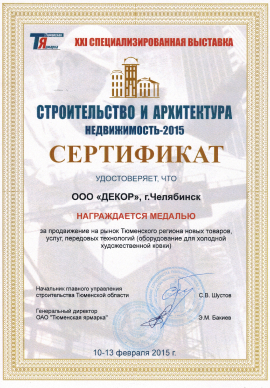 Тюменская
ТЯ ярмарка
XXI СПЕЦИАЛИЗИРОВАННАЯ ВЫСТАВКА
СТРОИТЕЛЬСТВО И АРХИТЕКТУРА
НЕДВИЖИМОСТЬ-2015
СЕРТИФИКАТ
УДОСТОВЕРЯЕТ, ЧТО
ООО «ДЕКОР», г.Челябинск
НАГРАЖДАЕТСЯ МЕДАЛЬЮ
за продвижение на рынок Тюменского региона новых товаров,
услуг, передовых технологий (оборудование для холодной
художественной ковки)
Начальник главного управления
строительства Тюменской области
С.В. Шустов
Генеральный директор
ОАО "Тюменская ярмарка"
Э.М. Бакиев
10-13 февраля 2015 г.